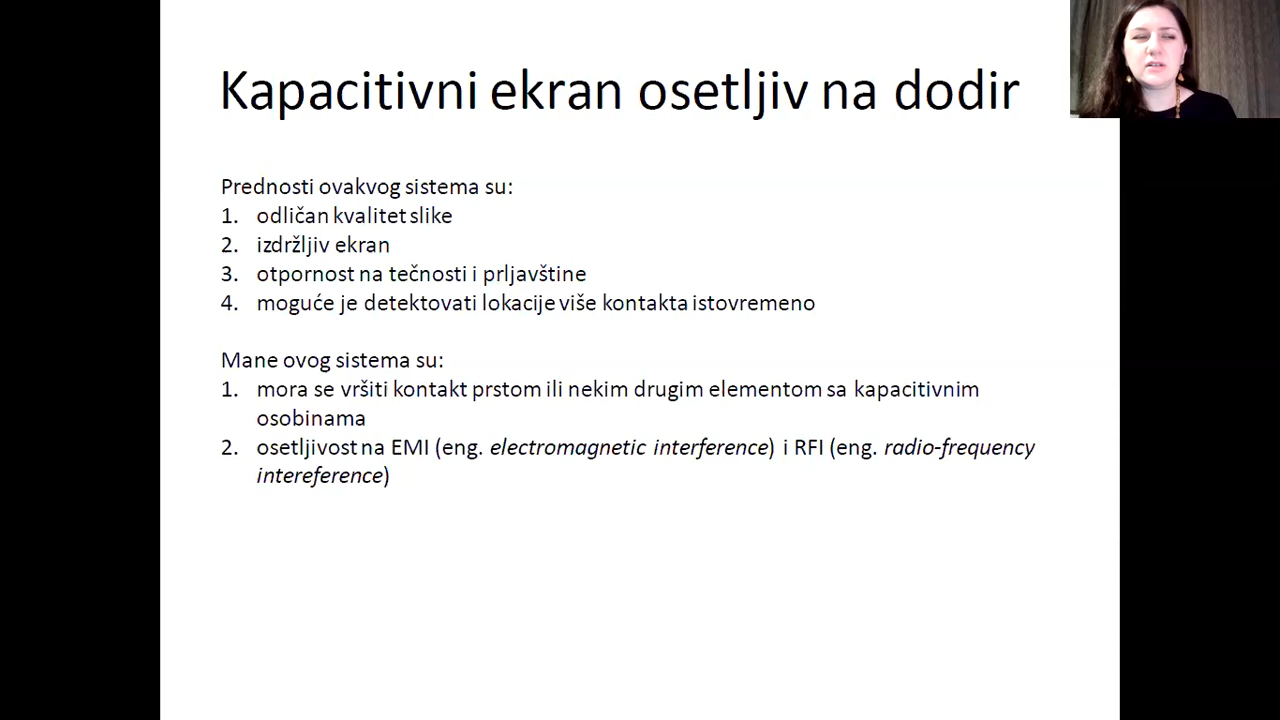 Kapacitivni ekran osetljiv na dodir
Prednosti ovakvog sistema su:
1. odličan kvalitet slike
2. izdržljiv ekran
3. otpornost na tečnosti i prljavštine
4. moguće je detektovati lokacije više kontakta istovremeno
Mane ovog sistema su:
1. mora se vršiti kontakt prstom ili nekim drugim elementom sa kapacitivnim
osobinama
2. osetljivost na EMI (eng. electromagnetic interference) i RFI (eng. radio-frequency
intereference)